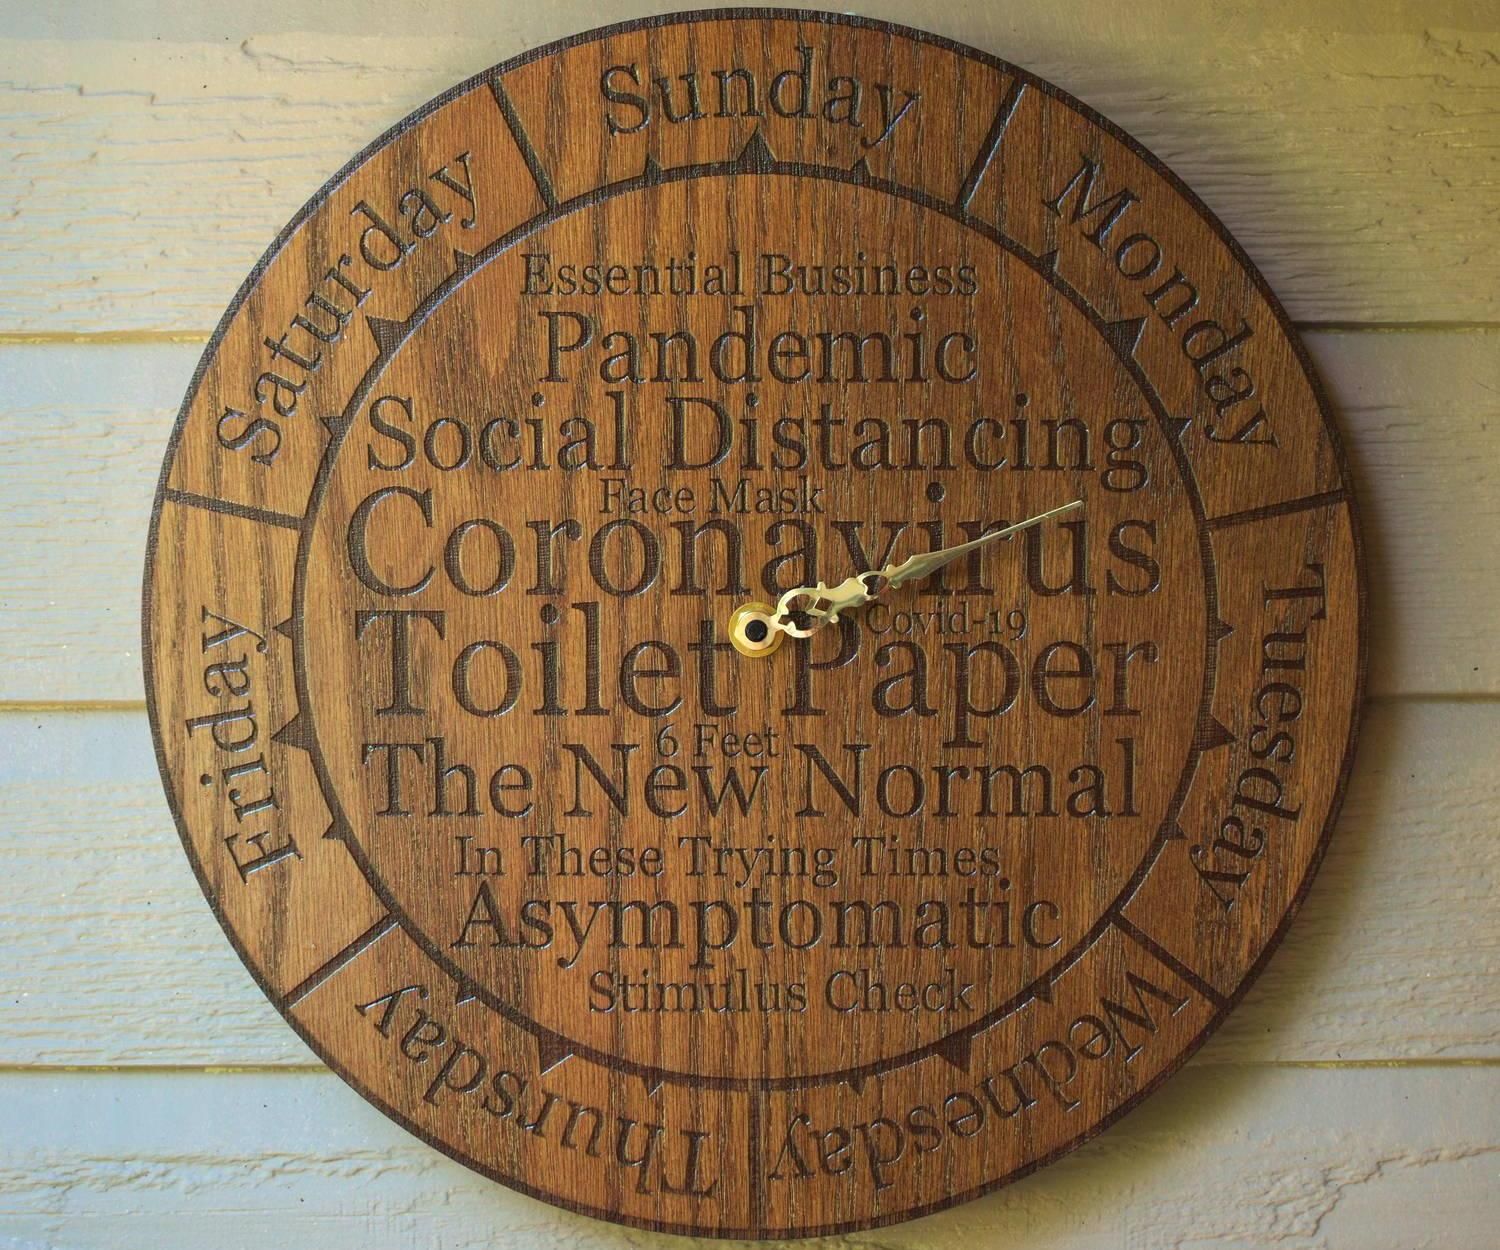 Sunday
Monday
Tuesday
Wednesday
Thursday
Friday
Saturday
Essential Business
Pandemic
Social Distancing
Face Mask
Coronavirus
Covid-19
Toilet Paper
6 Feet
The New Normal
In These Trying Times
Asymptomatic
Stimulus Check